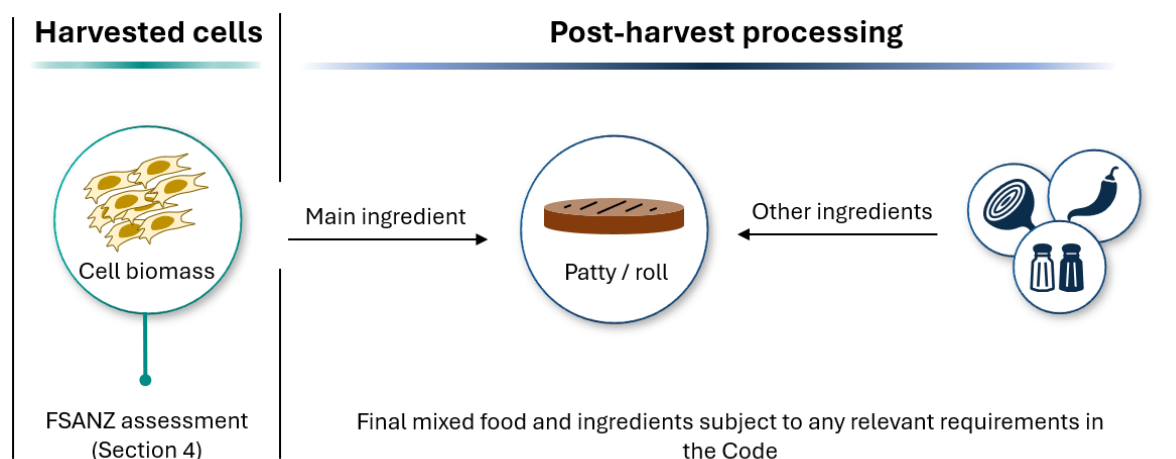 Harvested cells
Post-harvest processing
Cell biomass
Main ingredient
Patty / roll
Other ingredients
FSANZ assessment
(Section 4)
Final mixed food and ingredients subject to any relevant requirements in
the Code